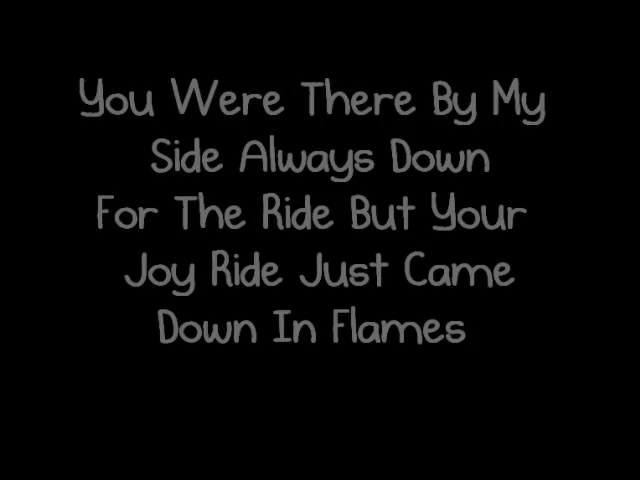 You Were There By My
Side Always Down
For The Ride But Your
Joy Ride Just Came
Down In Flames